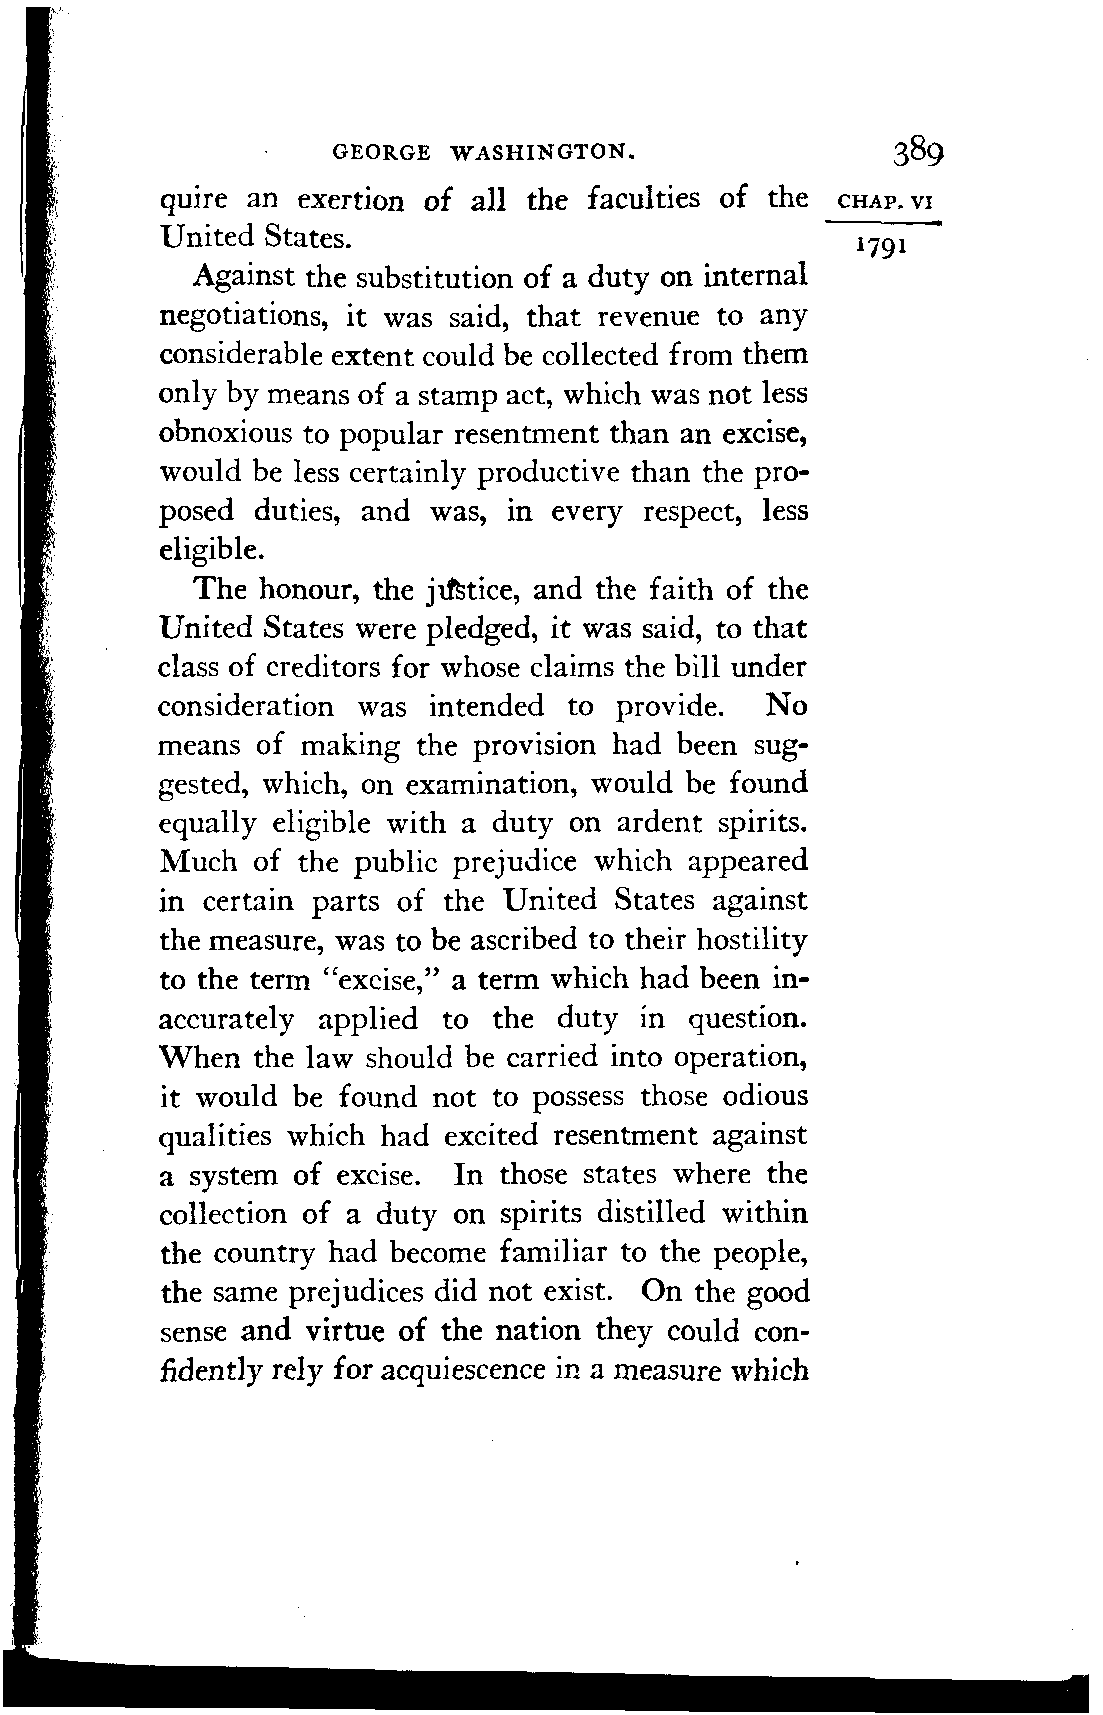 GEORGE WASHINGTON. 389
quire an exertion of all the faculties of the CHAP. VI
United States. 1791
Against the substitution of a duty on internal
negotiations, it was said, that revenue to any
considerable extent could be collected from them
only by means of a stamp act, which was not less
obnoxious to popular resentment than an excise,
would be less certainly productive than the pro-
posed duties, and was, in every respect, less
eligible.
The honour, the justice, and the faith of the
United States were pledged, it was said, to that
class of creditors for whose claims the bill under
consideration was intended to provide. No
means of making the provision had been sug-
gested, which, on examination, would be found
equally eligible with a duty on ardent spirits.
Much of the public prejudice which appeared
in certain parts of the United States against
the measure, was to be ascribed to their hostility
to the term "excise," a term which had been in-
accurately applied to the duty in question.
When the law should be carried into operation,
it would be found not to possess those odious
qualities which had excited resentment against
a system of excise. In those states where the
collection of a duty on spirits distilled within
the country had become familiar to the people,
the same prejudices did not exist. On the good
sense and virtue of the nation they could con-
fidently rely for acquiescence in a measure which